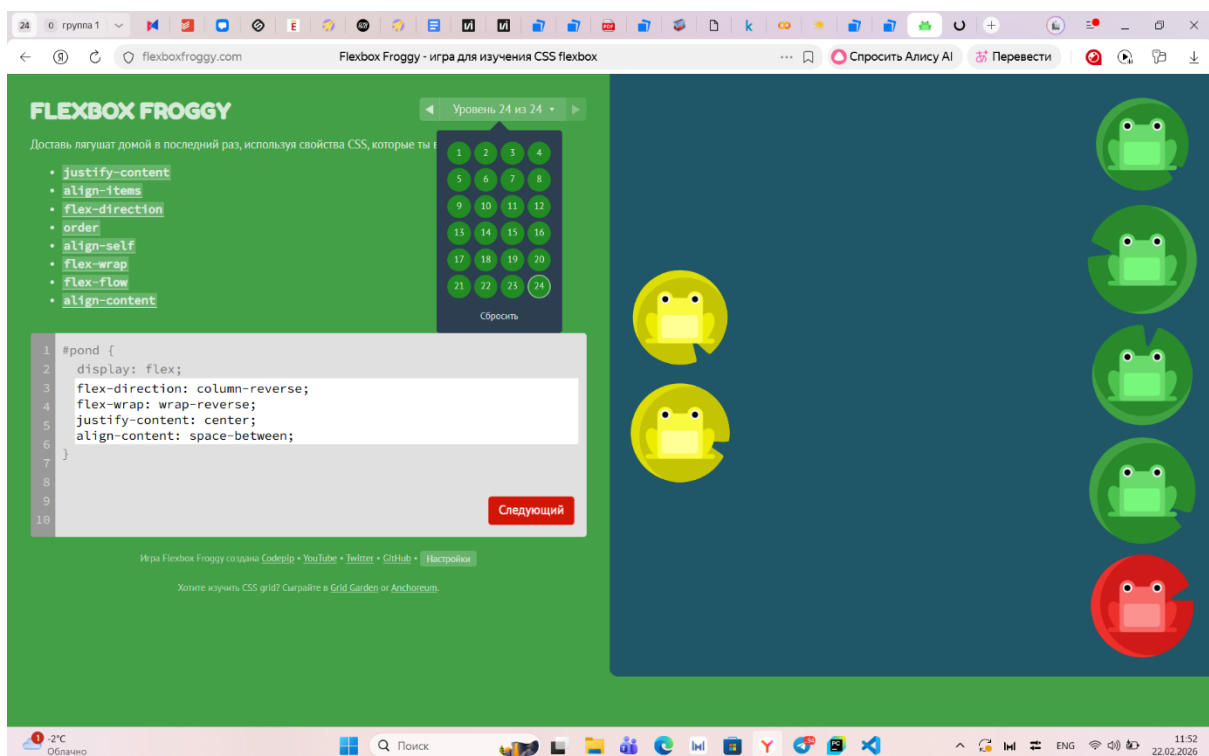 24 0 группа 1
flexboxfroggy.com Flexbox Froggy - игра для изучения CSS flexbox Спросить Алису AI Перевести
FLEXBOX FROGGY
Уровень 24 из 24
Доставь лягушат домой в последний раз, используя свойства CSS, которые ты
justify-content
align-items
flex-direction
order
align-self
flex-wrap
flex-flow
align-content
1 2 3 4
5 6 7 8
9 10 11 12
13 14 15 16
17 18 19 20
21 22 23 24
Сбросить
1 #pond {
2 display: flex;
3 flex-direction: column-reverse;
4 flex-wrap: wrap-reverse;
5 justify-content: center;
6 align-content: space-between;
7 }
8
9
10
Следующий
Игра Flexbox Froggy создана Codepip • YouTube • Twitter • GitHub • Настройки
Хотите изучить CSS grid? Сыграйте в Grid Garden or Anchoreum.
-2°C
Облачно
Поиск
ENG
11:52
22.02.2026